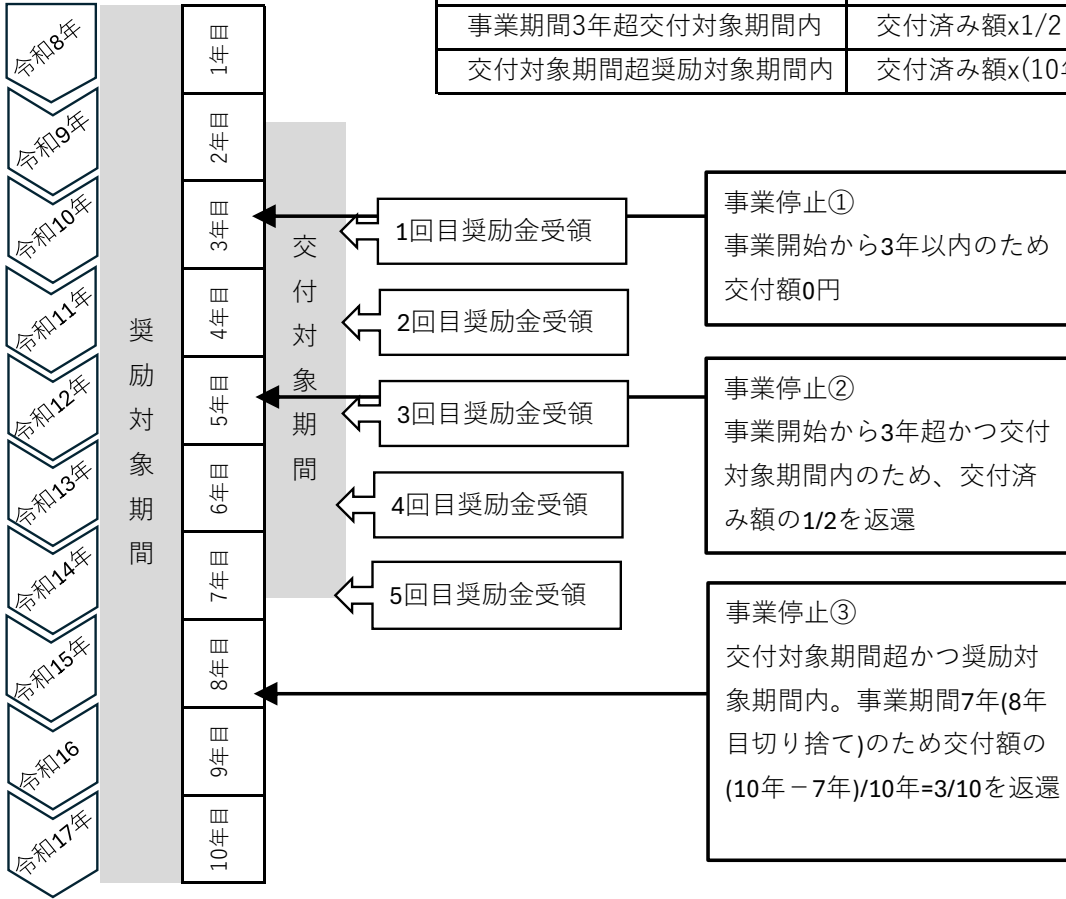 事業期間3年超交付対象期間内 交付済み額x1/2
交付対象期間超奨励対象期間内 交付済み額x(10年
令和8年
令和9年
令和10年
令和11年
令和12年
令和13年
令和14年
令和15年
令和16
令和17年
奨励対象期間
1年目
2年目
3年目
4年目
5年目
6年目
7年目
8年目
9年目
10年目
交付対象期間
1回目奨励金受領
2回目奨励金受領
3回目奨励金受領
4回目奨励金受領
5回目奨励金受領
事業停止①
事業開始から3年以内のため
交付額0円
事業停止②
事業開始から3年超かつ交付
対象期間内のため、交付済
み額の1/2を返還
事業停止③
交付対象期間超かつ奨励対
象期間内。事業期間7年(8年
目切り捨て)のため交付額の
(10年－7年)/10年=3/10を返還